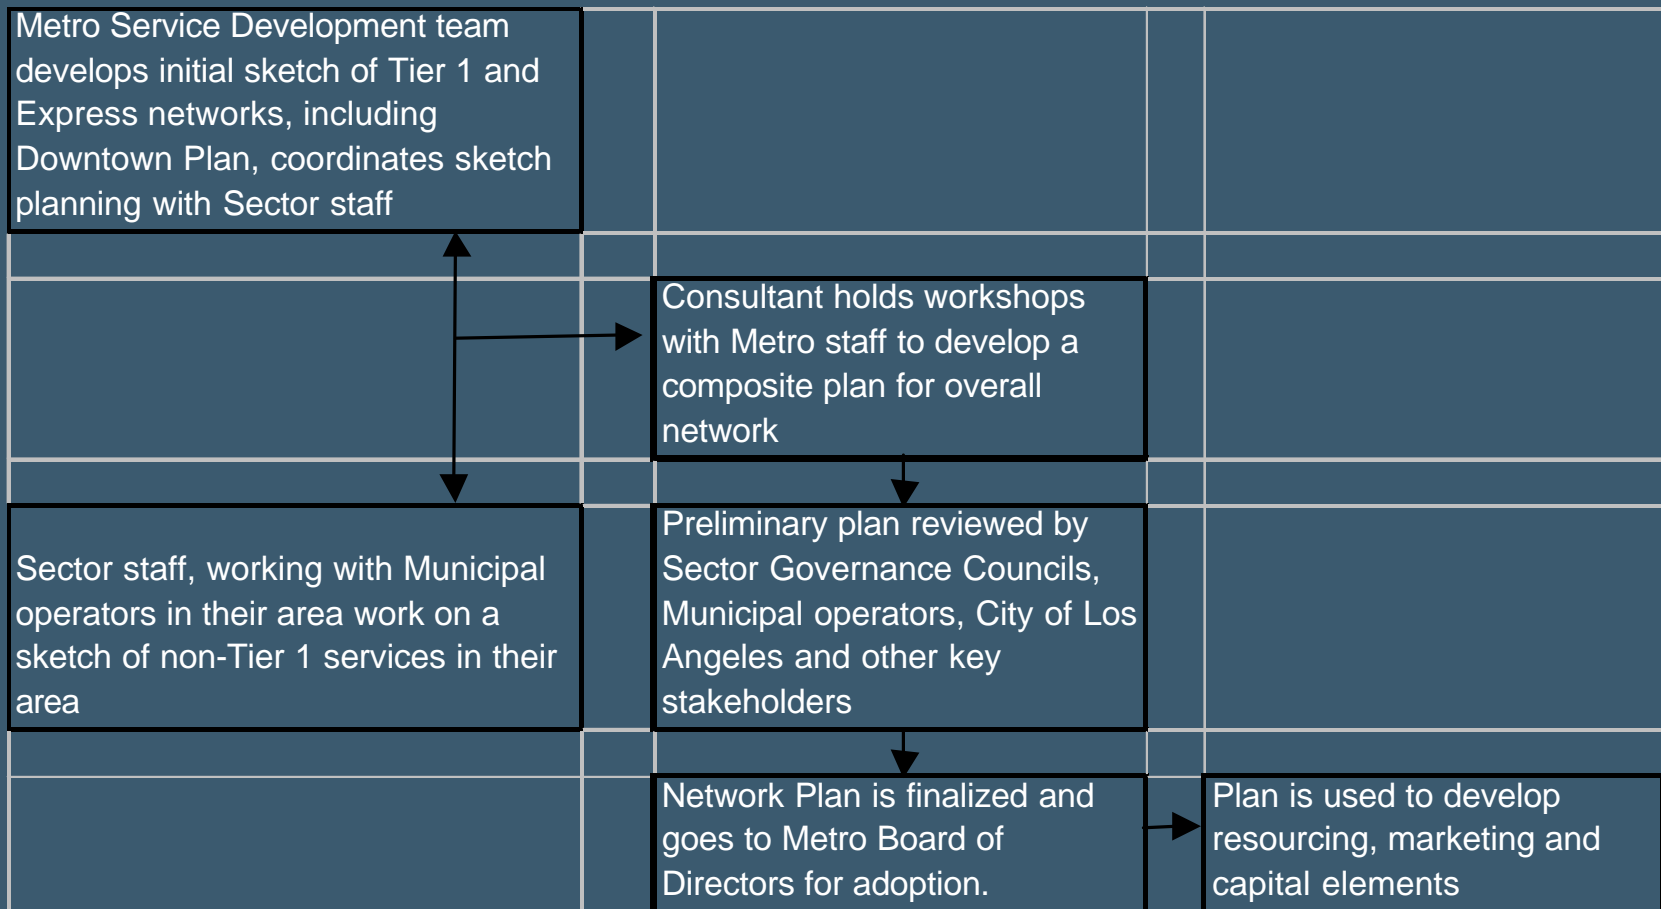 Metro Service Development team
develops initial sketch of Tier 1 and
Express networks, including
Downtown Plan, coordinates sketch
planning with Sector staff
Consultant holds workshops
with Metro staff to develop a
composite plan for overall
network
Sector staff, working with Municipal
operators in their area work on a
sketch of non-Tier 1 services in their
area
Preliminary plan reviewed by
Sector Governance Councils,
Municipal operators, City of Los
Angeles and other key
stakeholders
Network Plan is finalized and
goes to Metro Board of
Directors for adoption.
Plan is used to develop
resourcing, marketing and
capital elements